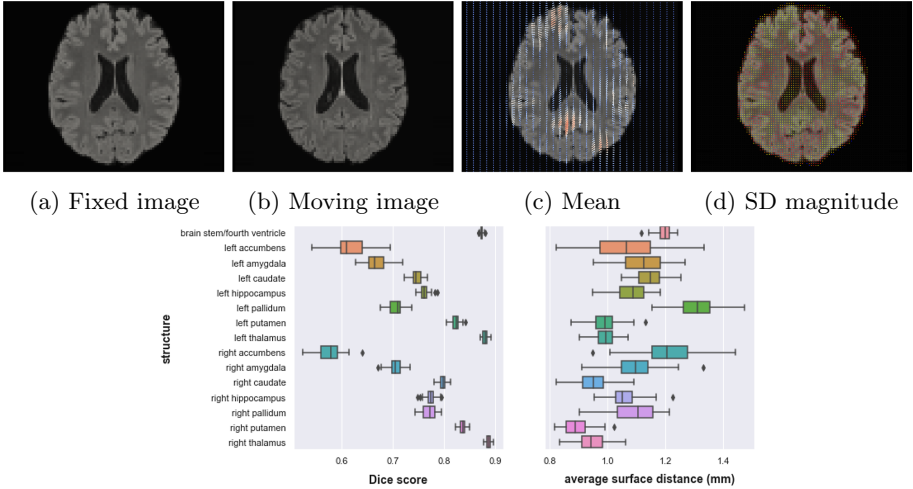 (a) Fixed image
(b) Moving image
(c) Mean
(d) SD magnitude
structure
brain stem/fourth ventricle
left accumbens
left amygdala
left caudate
left hippocampus
left pallidum
left putamen
left thalamus
right accumbens
right amygdala
right caudate
right hippocampus
right pallidum
right putamen
right thalamus
0.6 0.7 0.8 0.9
Dice score
0.8 1.0 1.2 1.4
average surface distance (mm)